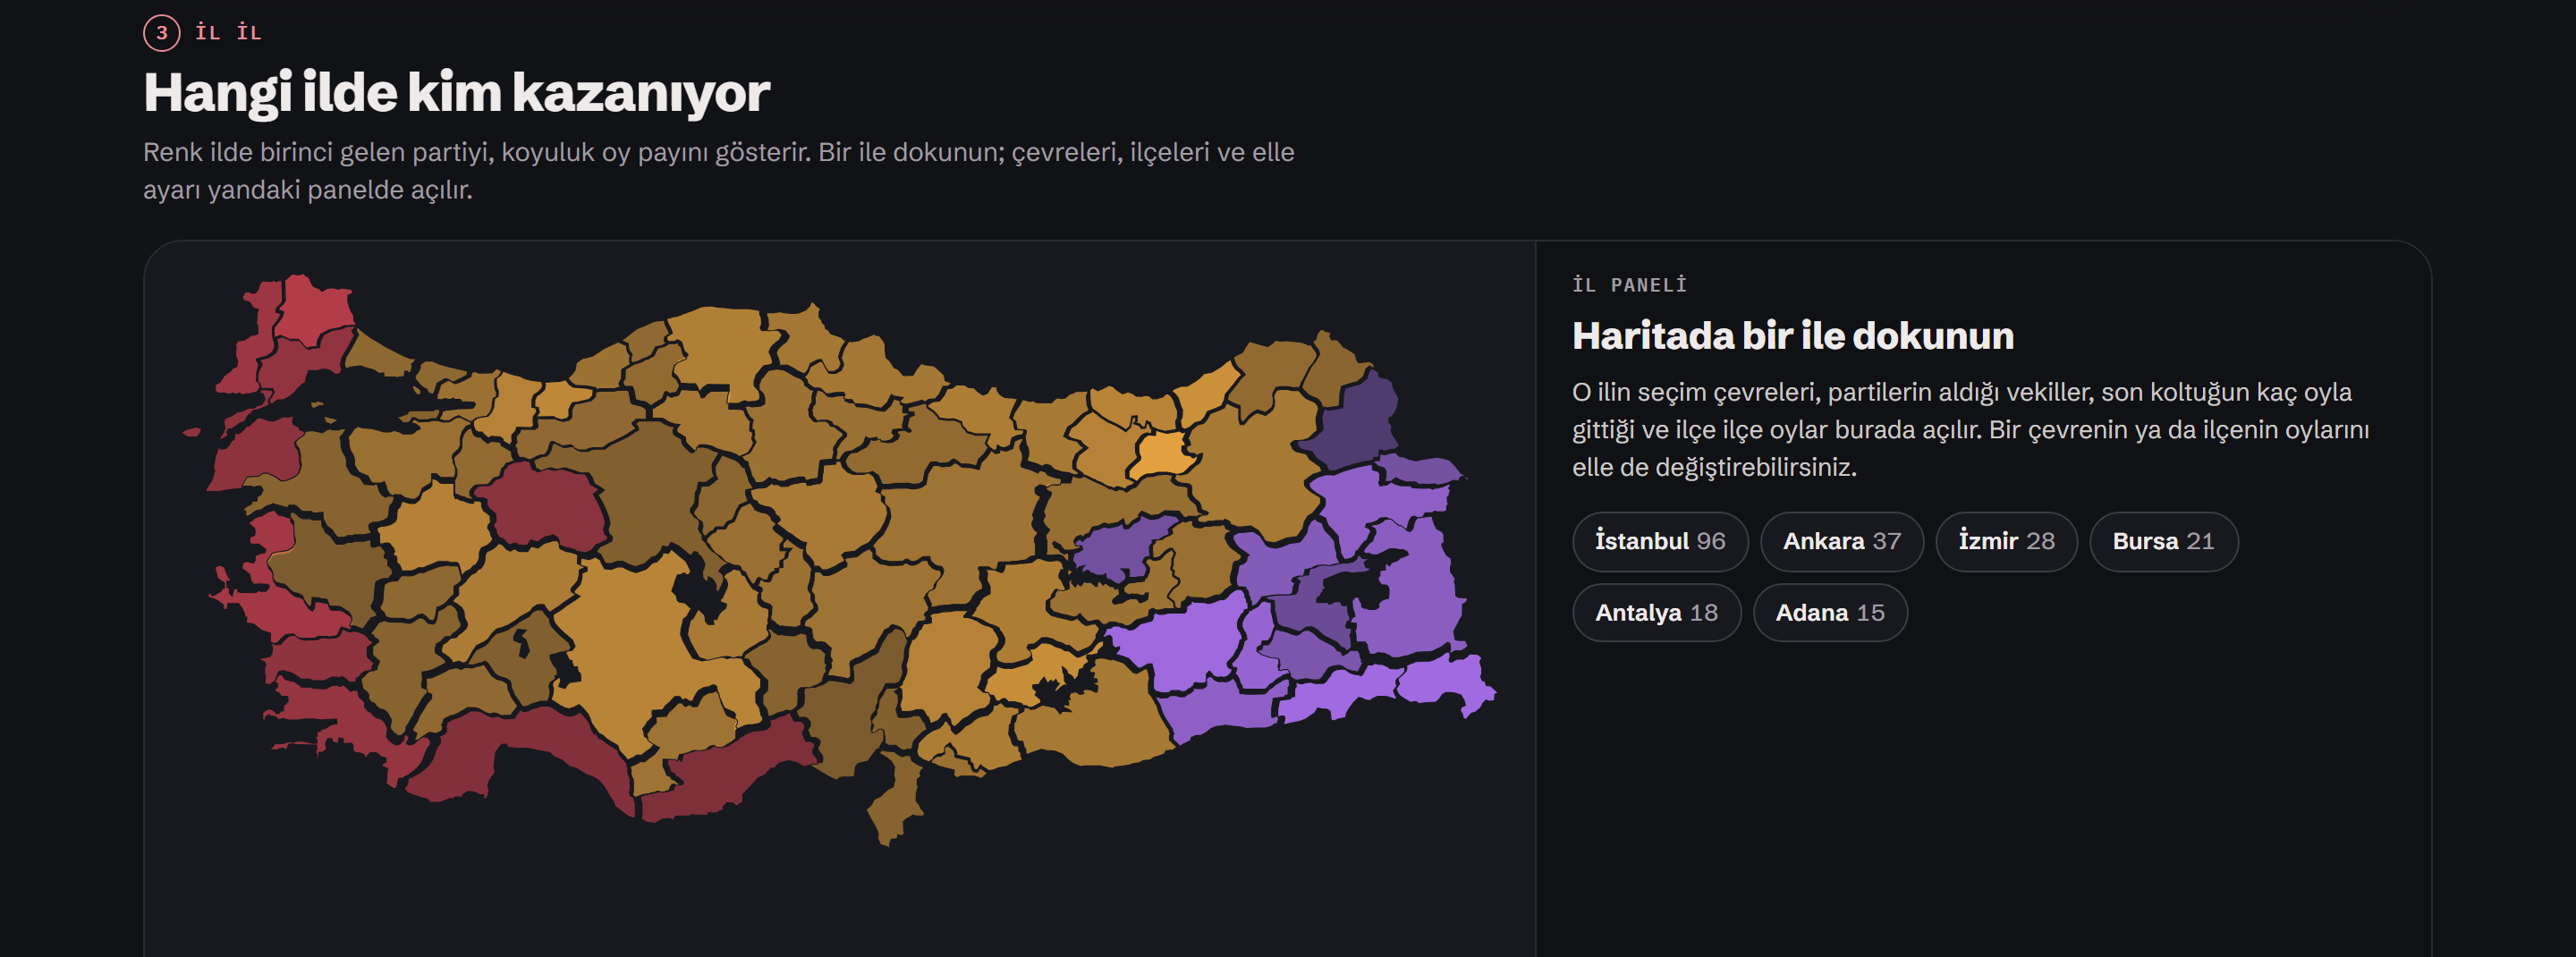 3 İL İL
Hangi ilde kim kazanıyor
Renk ilde birinci gelen partiyi, koyuluk oy payını gösterir. Bir ile dokunun; çevreleri, ilçeleri ve elle
ayarı yandaki panelde açılır.
İL PANELİ
Haritada bir ile dokunun
O ilin seçim çevreleri, partilerin aldığı vekiller, son koltuğun kaç oyla
gittiği ve ilçe ilçe oylar burada açılır. Bir çevrenin ya da ilçenin oylarını
elle de değiştirebilirsiniz.
İstanbul 96 Ankara 37 İzmir 28 Bursa 21
Antalya 18 Adana 15